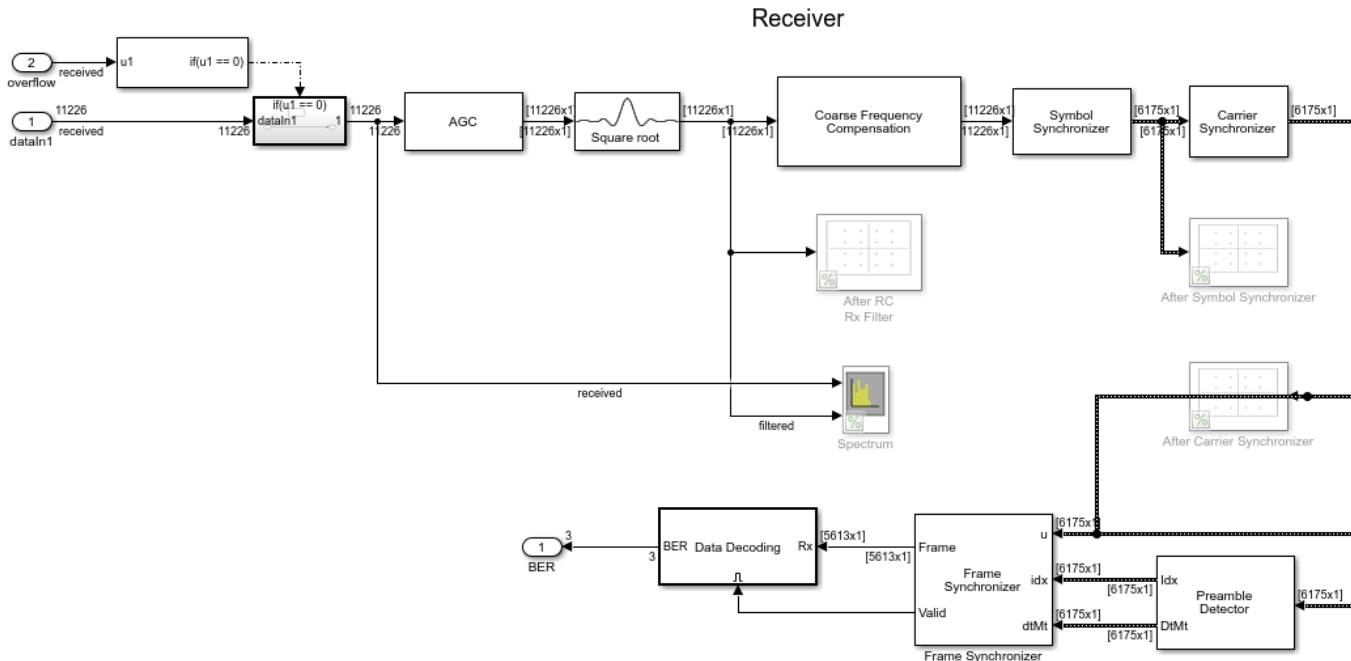 Receiver
2
overflow
received
u1
if(u1 == 0)
1
dataIn1
11226
received
11226
if(u1 == 0)
dataIn1
1
11226
11226
AGC
[11226x1]
[11226x1]
Square root
[11226x1]
[11226x1]
Coarse Frequency
Compensation
[11226x1]
11226x1]
Symbol
Synchronizer
[6175x1]
[6175x1]
Carrier
Synchronizer
[6175x1]
%
After RC
Rx Filter
%
After Symbol Synchronizer
received
filtered
%
Spectrum
%
After Carrier Synchronizer
1
BER
3
3
BER
Data Decoding
Rx
[5613x1]
[5613x1]
Frame
Valid
Frame
Synchronizer
u
idx
dtMt
Frame Synchronizer
[6175x1]
[6175x1]
[6175x1]
[6175x1]
[6175x1]
Idx
DtMt
Preamble
Detector
[6175x1]